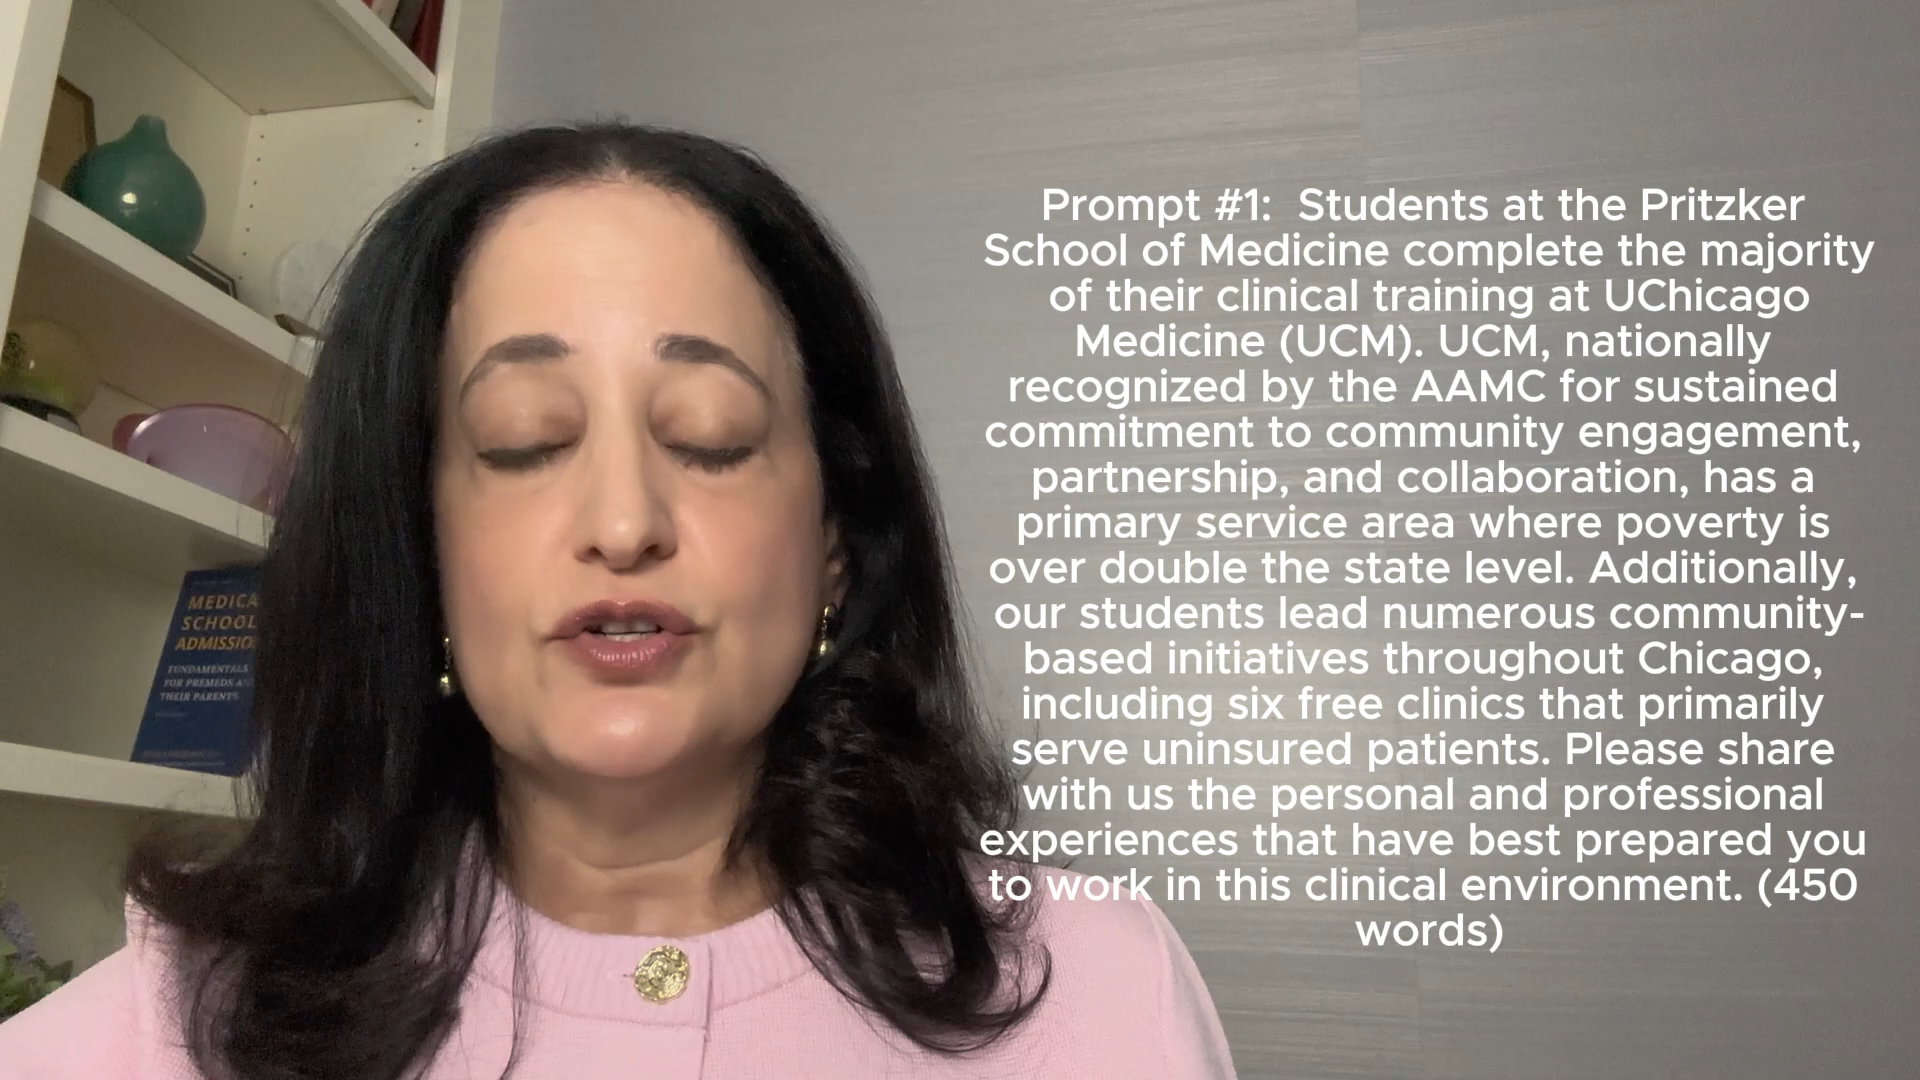 Prompt #1:  Students at the Pritzker
School of Medicine complete the majority
of their clinical training at UChicago
Medicine (UCM). UCM, nationally
recognized by the AAMC for sustained
commitment to community engagement,
partnership, and collaboration, has a
primary service area where poverty is
over double the state level. Additionally,
our students lead numerous community-
based initiatives throughout Chicago,
including six free clinics that primarily
serve uninsured patients. Please share
with us the personal and professional
experiences that have best prepared you
to work in this clinical environment. (450
words)
MEDICA
SCHOOL
ADMISSIO
FUNDAMENTALS
FOR PREMEDS A
THEIR PARENTS